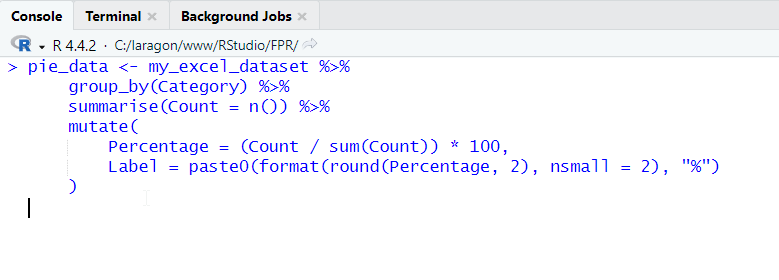 Console Terminal × Background Jobs ×
R R 4.4.2 · C:/laragon/www/RStudio/FPR/
> pie_data <- my_excel_dataset %>%
group_by(Category) %>%
summarise(Count = n()) %>%
mutate(
Percentage = (Count / sum(Count)) * 100,
Label = paste0(format(round(Percentage, 2), nsmall = 2), "%")
)